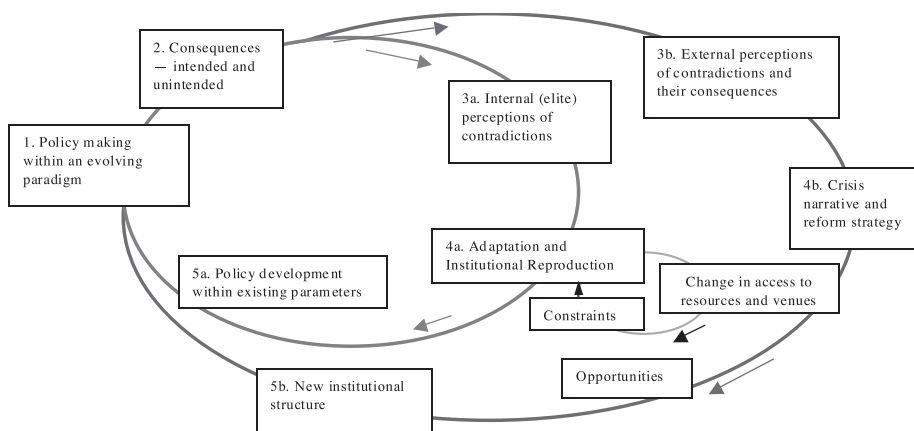 2. Consequences
— intended and
unintended
3b. External perceptions
of contradictions and
their consequences
3a. Internal (elite)
perceptions of
contradictions
1. Policy making
within an evolving
paradigm
4b. Crisis
narrative and
reform strategy
4a. Adaptation and
Institutional Reproduction
5a. Policy development
within existing parameters
Change in access to
resources and venues
Constraints
Opportunities
5b. New institutional
structure